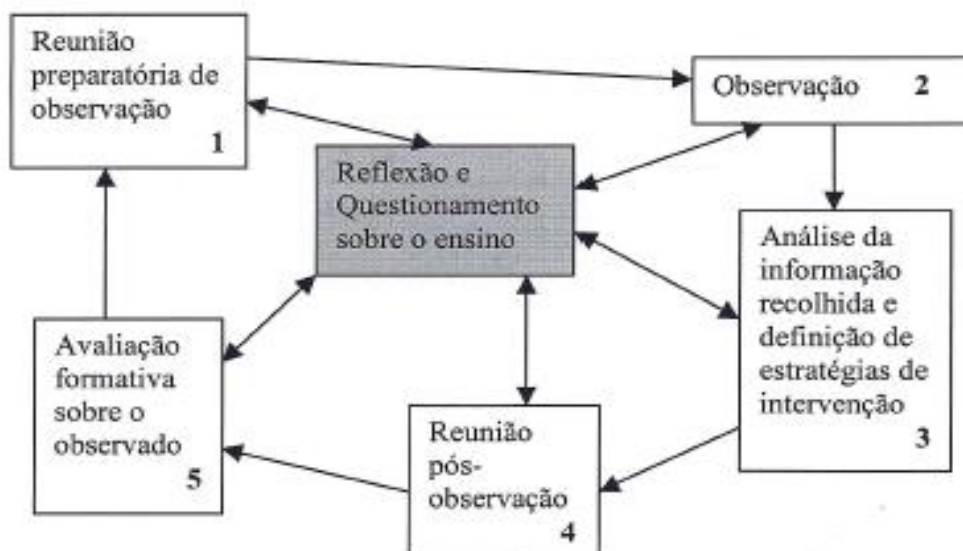 Reunião
preparatória de
observação
1
Observação 2
Reflexão e
Questionamento
sobre o ensino
Análise da
informação
recolhida e
definição de
estratégias de
intervenção
3
Reunião
pós-
observação
4
Avaliação
formativa
sobre o
observado
5